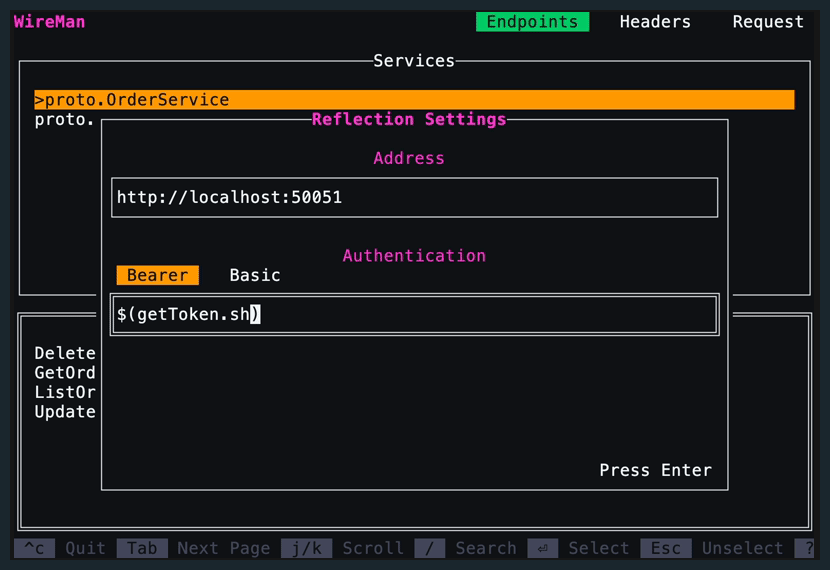 WireMan Endpoints Headers Request
Services
>proto.OrderService
proto.
Reflection Settings
Address
http://localhost:50051
Authentication
Bearer Basic
$(getToken.sh)
Delete
GetOrd
ListOr
Update
Press Enter
^c Quit Tab Next Page j/k Scroll / Search ⏎ Select Esc Unselect ?